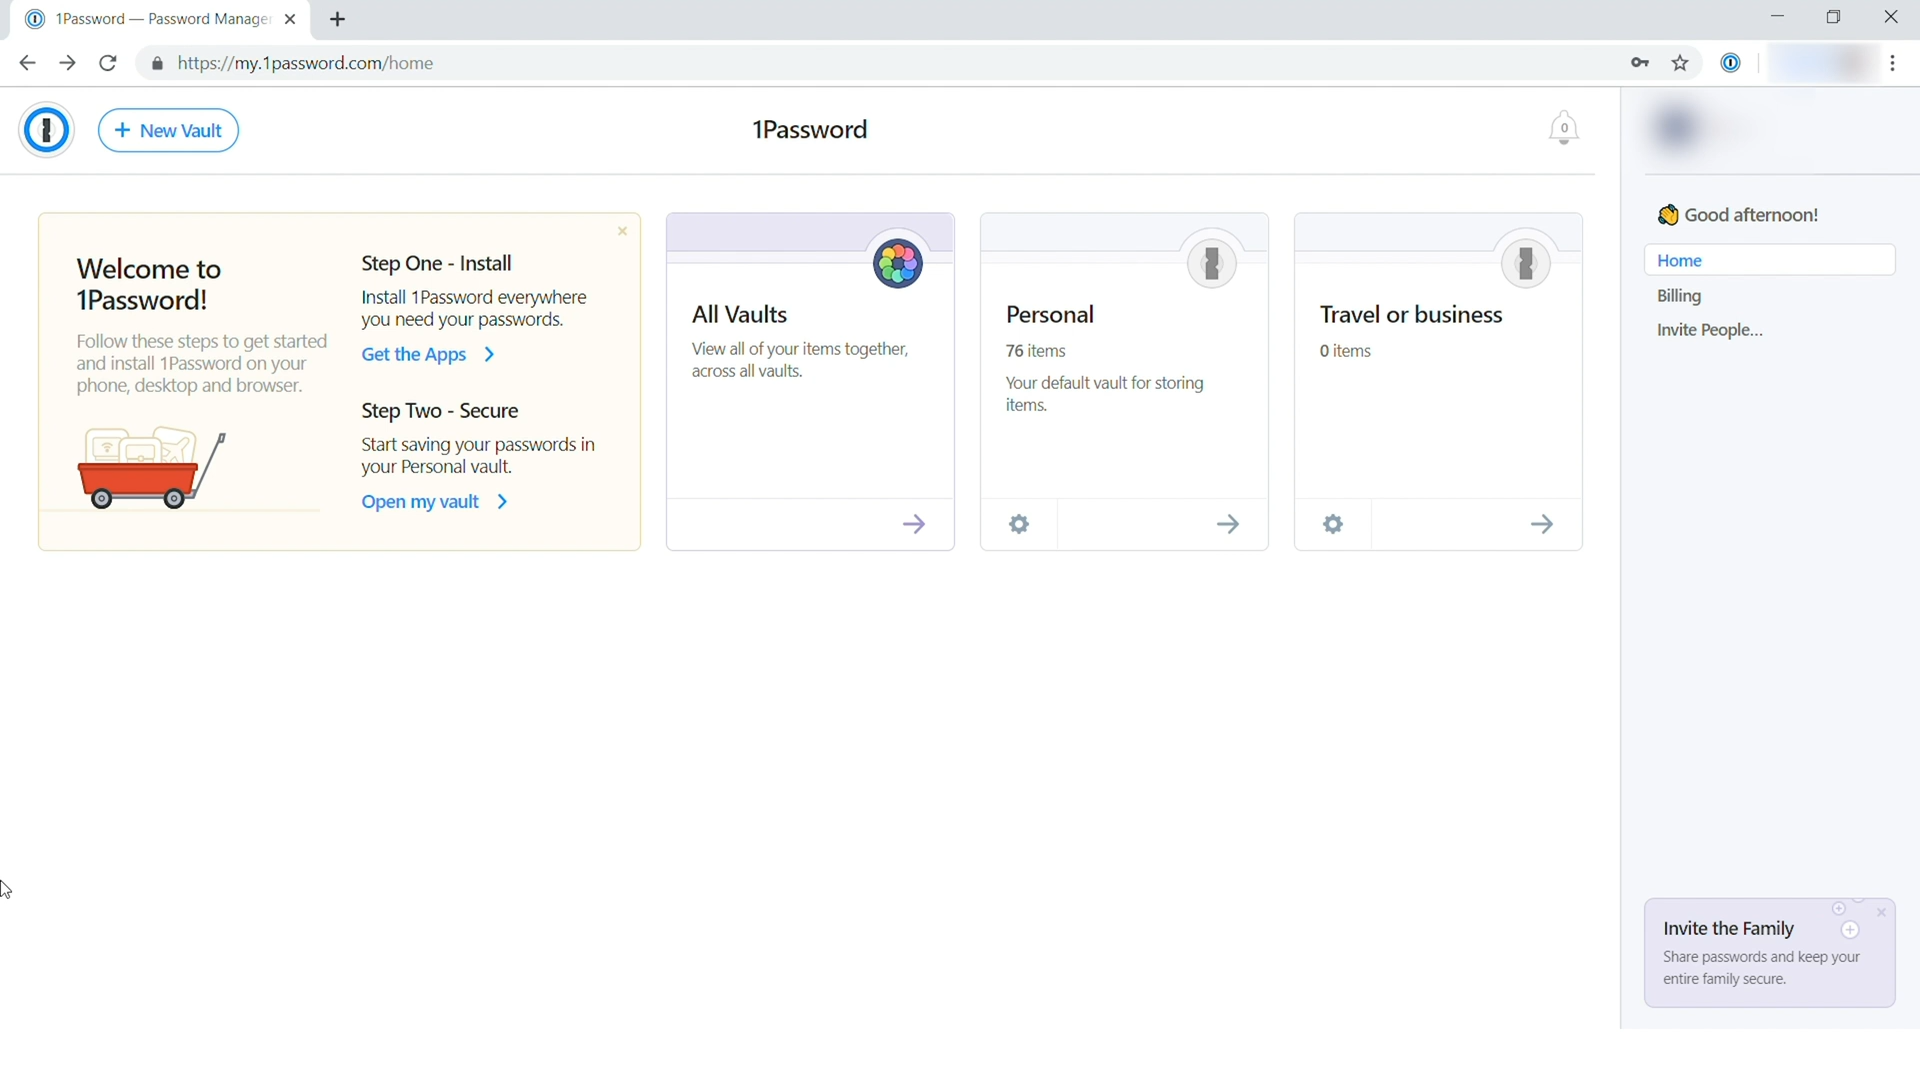 1Password — Password Manager
https://my.1password.com/home
New Vault
1Password
0
Welcome to
1Password!
Follow these steps to get started
and install 1Password on your
phone, desktop and browser.
Step One - Install
Install 1Password everywhere
you need your passwords.
Get the Apps
Step Two - Secure
Start saving your passwords in
your Personal vault.
Open my vault
All Vaults
View all of your items together,
across all vaults.
Personal
76 items
Your default vault for storing
items.
Travel or business
0 items
Good afternoon!
Home
Billing
Invite People...
Invite the Family
Share passwords and keep your
entire family secure.